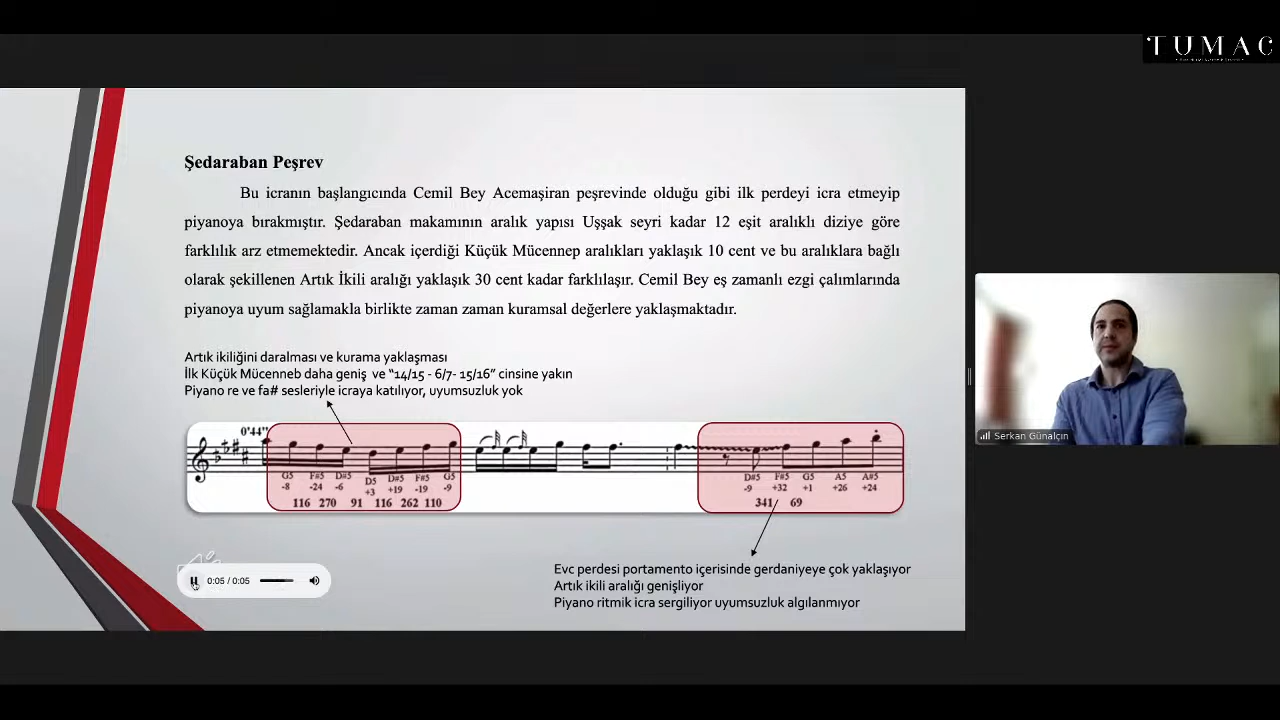 TUMAC
Şedaraban Peşrev
Bu icranın başlangıcında Cemil Bey Acemaşiran peşrevinde olduğu gibi ilk perdeyi icra etmeyip
piyanoya bırakmıştır. Şedaraban makamının aralık yapısı Uşşak seyri kadar 12 eşit aralıklı diziye göre
farklılık arz etmemektedir. Ancak içerdiği Küçük Mücennep aralıkları yaklaşık 10 cent ve bu aralıklara bağlı
olarak şekillenen Artık İkili aralığı yaklaşık 30 cent kadar farklılaşır. Cemil Bey eş zamanlı ezgi çalımlarında
piyanoya uyum sağlamakla birlikte zaman zaman kuramsal değerlere yaklaşmaktadır.
Artık ikiliğini daralması ve kurama yaklaşması
İlk Küçük Mücenneb daha geniş ve “14/15 - 6/7- 15/16” cinsine yakın
Piyano re ve fa# sesleriyle icraya katılıyor, uyumsuzluk yok
0'44"
G5 F#5 D#5 D5 D#5 F#5 G5
-8 -24 -6 +3 +19 -19 -9
116 270 91 116 262 110
D#5 F#5 G5 A5 A#5
-9 +32 +1 +26 +24
341 69
Serkan Günalçın
Evc perdesi portamento içerisinde gerdaniyeye çok yaklaşıyor
Artık ikili aralığı genişliyor
Piyano ritmik icra sergiliyor uyumsuzluk algılanmıyor
0:05 / 0:05